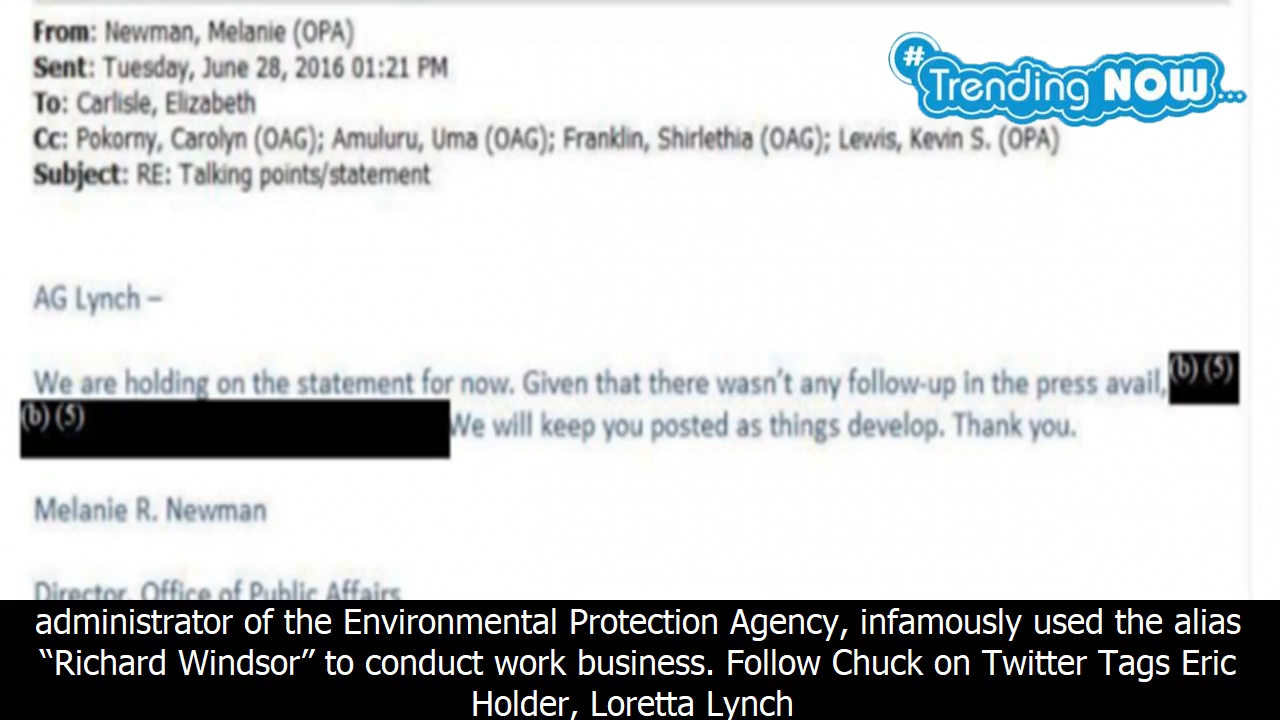 From: Newman, Melanie (OPA)
Sent: Tuesday, June 28, 2016 01:21 PM
To: Carlisle, Elizabeth
Cc: Pokorny, Carolyn (OAG); Amuluru, Uma (OAG); Franklin, Shirlethia (OAG); Lewis, Kevin S. (OPA)
Subject: RE: Talking points/statement
# Trending NOW...
AG Lynch –
We are holding on the statement for now. Given that there wasn't any follow-up in the press avail, (b) (5)
(b) (5) We will keep you posted as things develop. Thank you.
Melanie R. Newman
Director, Office of Public Affairs
administrator of the Environmental Protection Agency, infamously used the alias
“Richard Windsor” to conduct work business. Follow Chuck on Twitter Tags Eric
Holder, Loretta Lynch